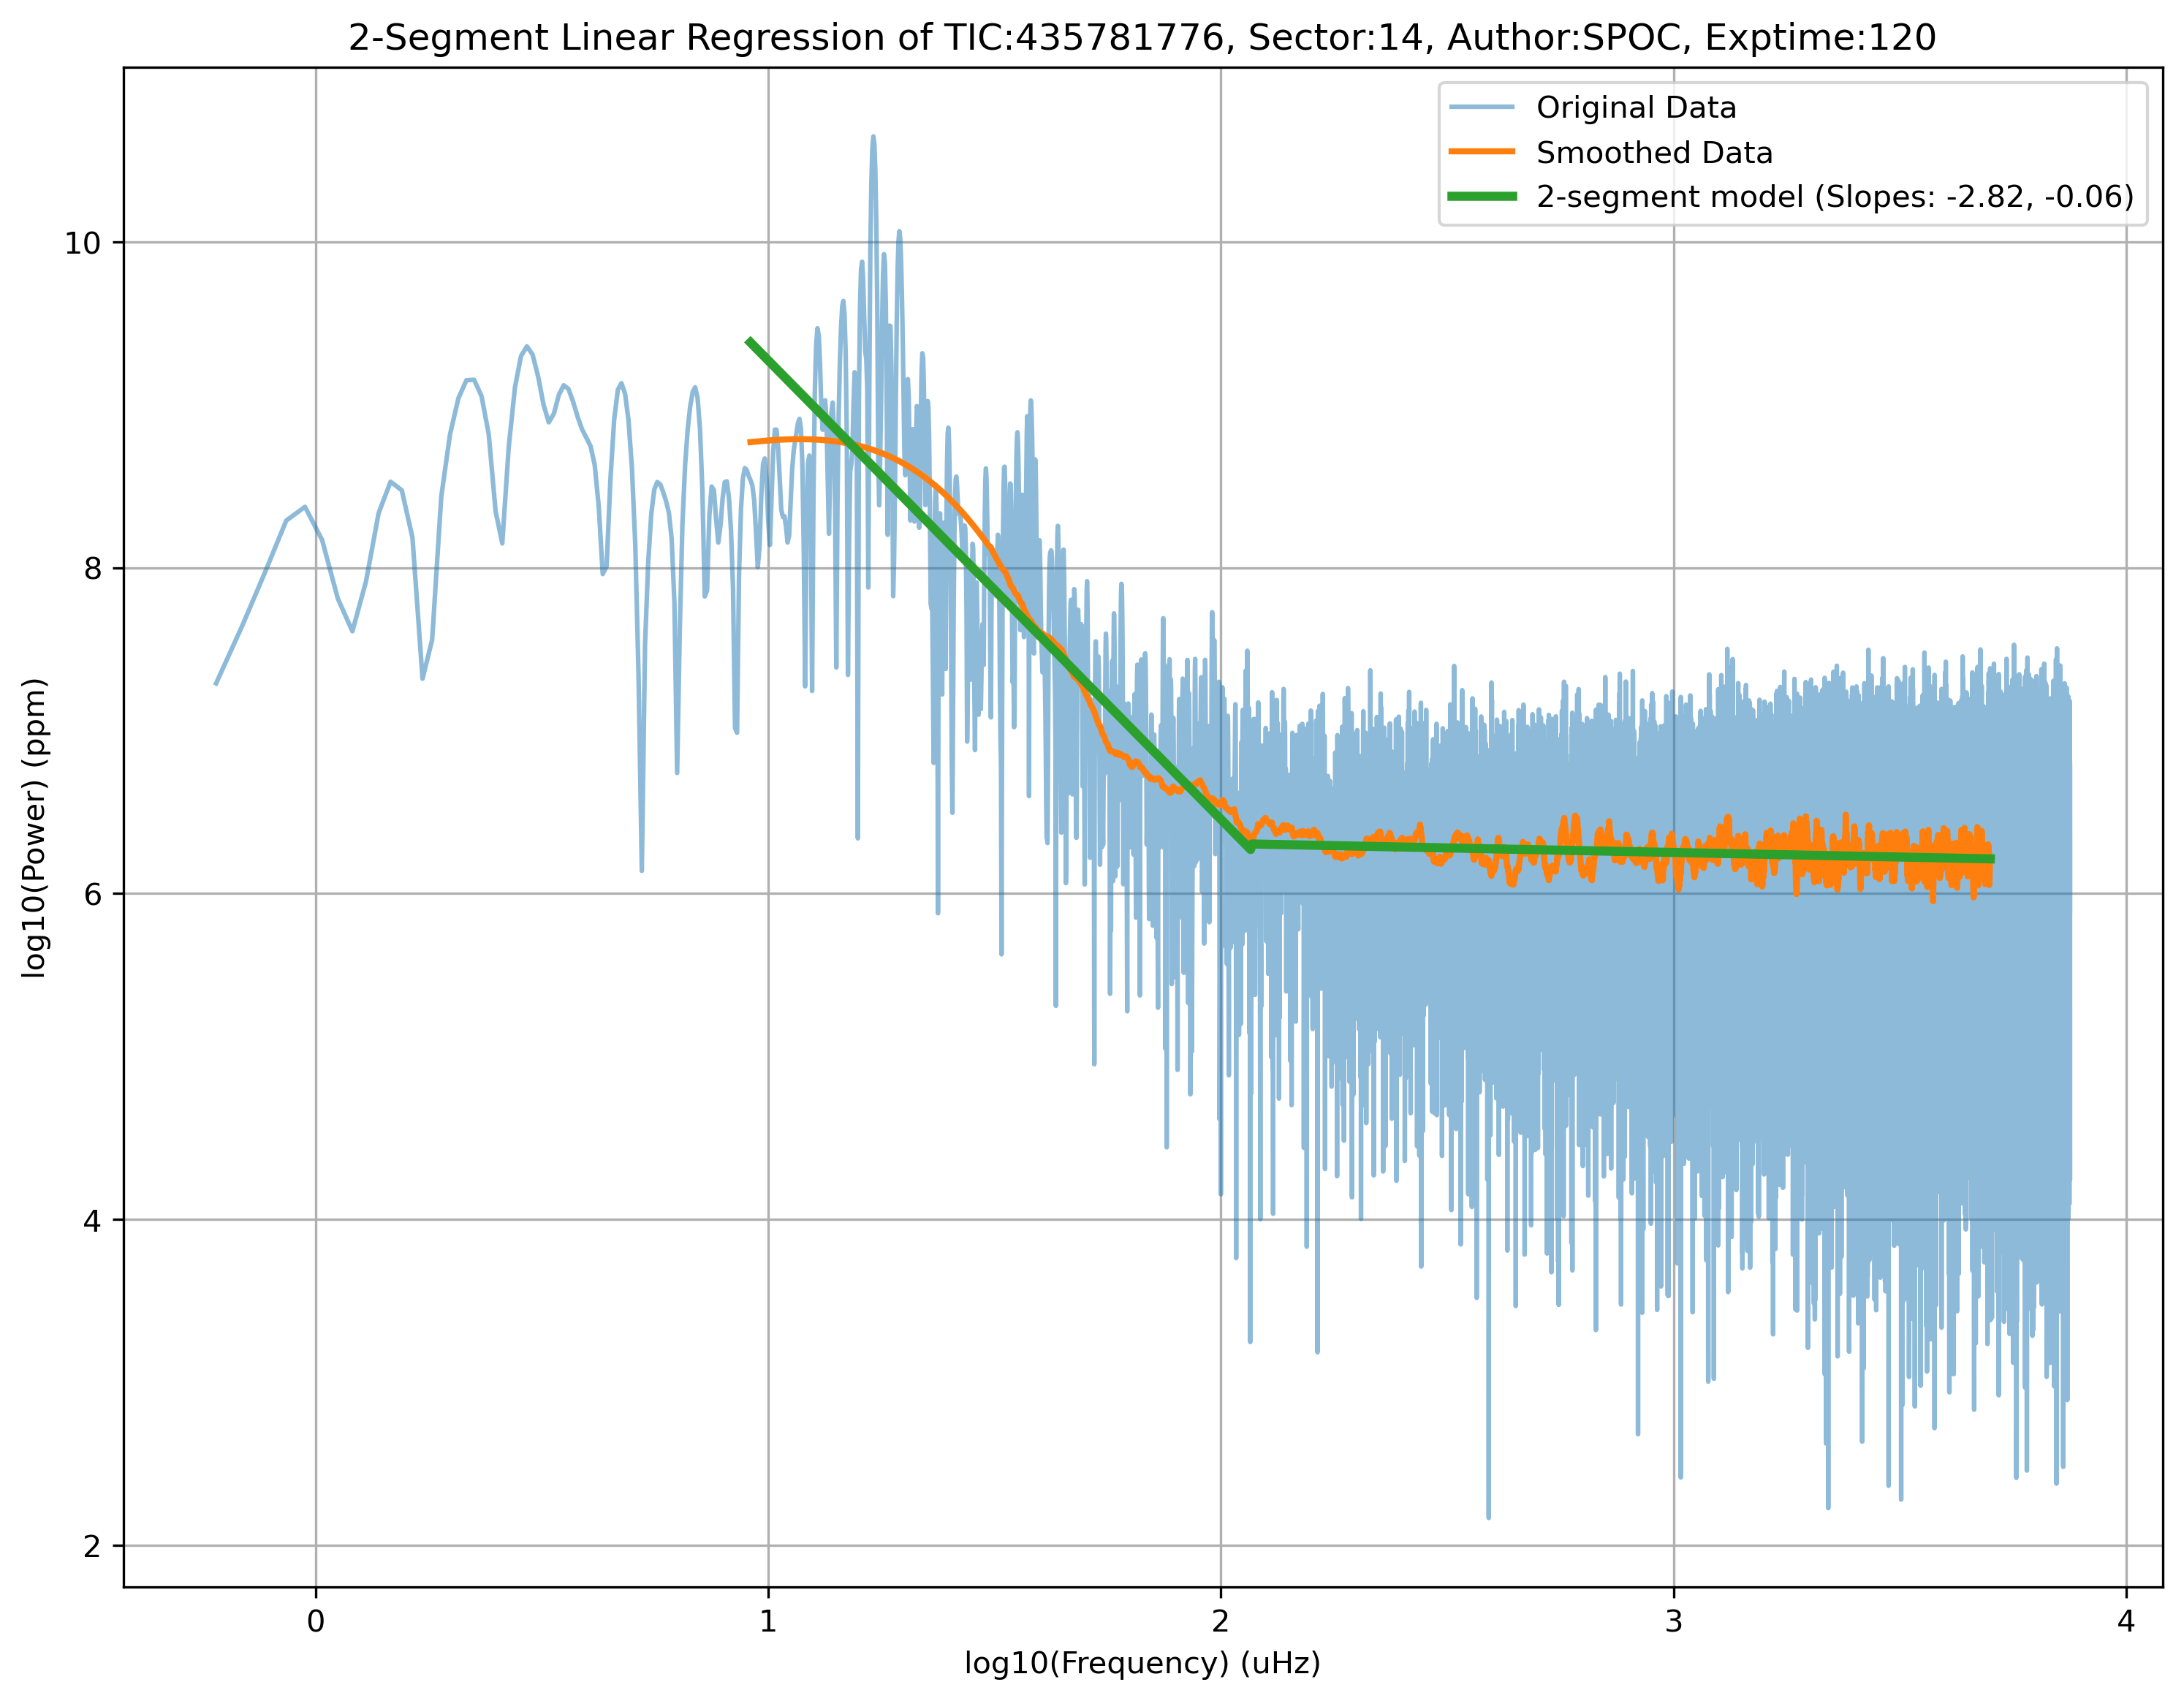 2-Segment Linear Regression of TIC:435781776, Sector:14, Author:SPOC, Exptime:120
Original Data
Smoothed Data
2-segment model (Slopes: -2.82, -0.06)
log10(Power) (ppm)
10
8
6
4
2
0 1 2 3 4
log10(Frequency) (uHz)